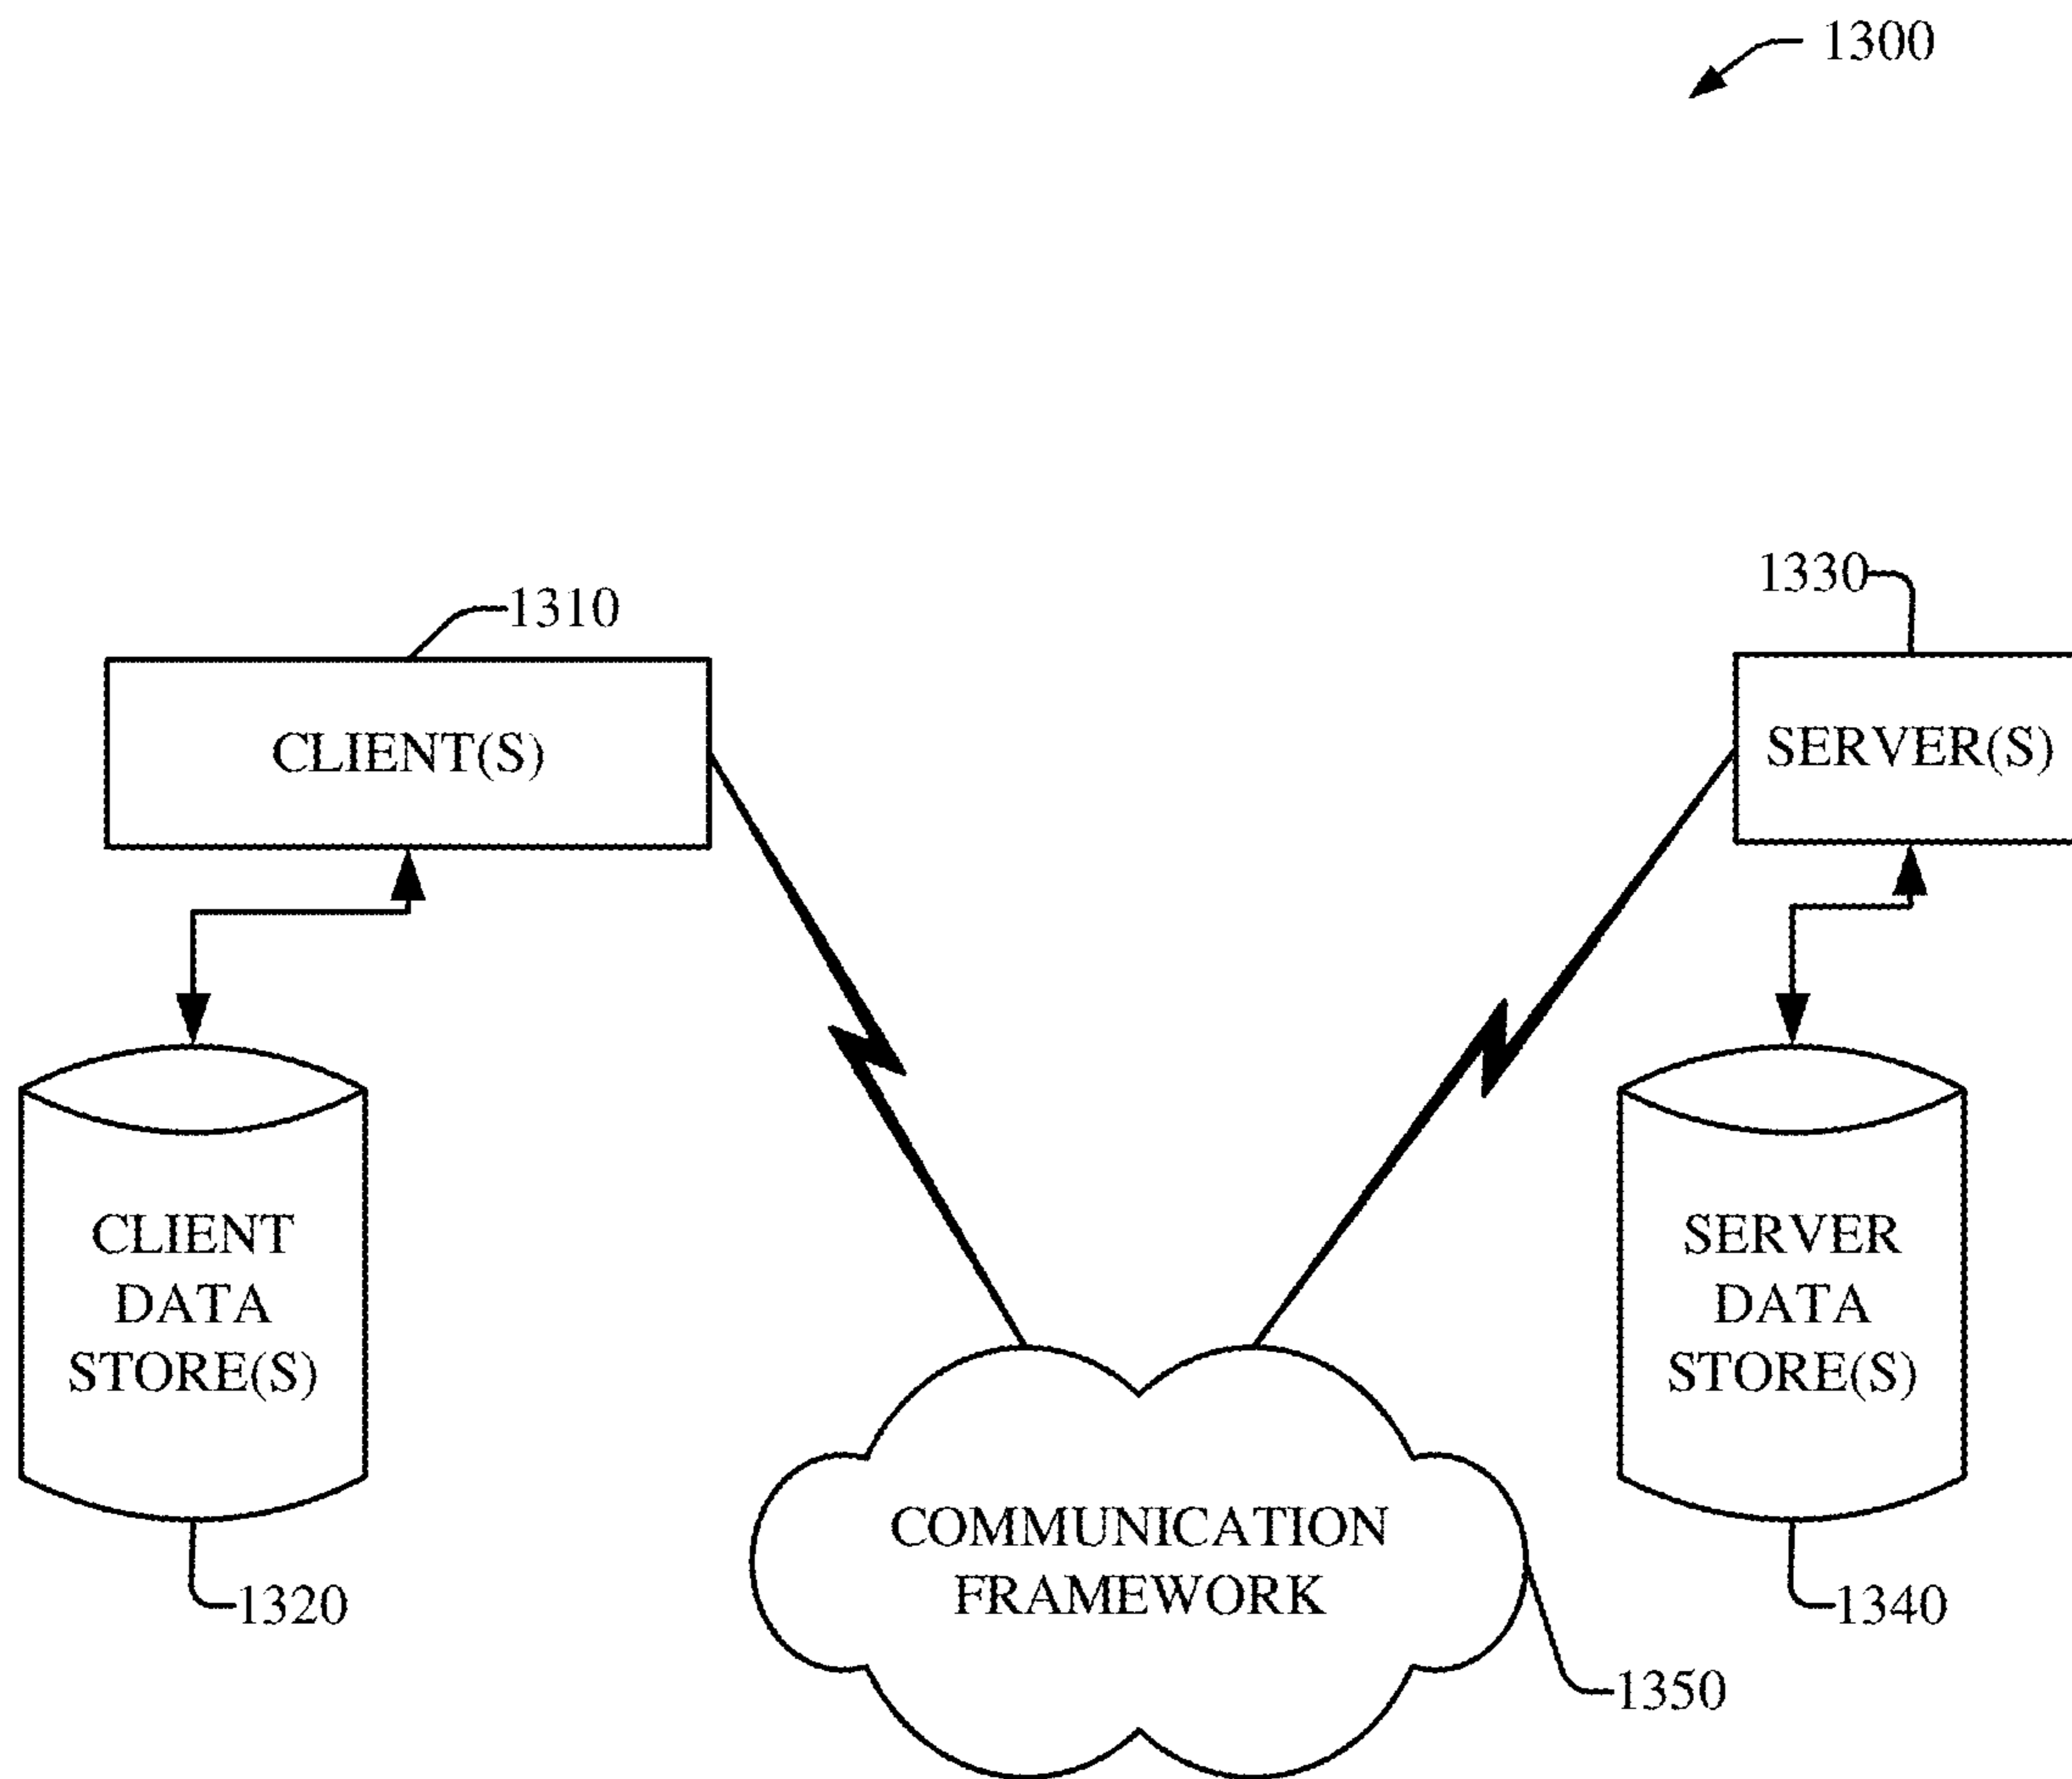 1300
1310
1330
CLIENT(S)
SERVER(S)
CLIENT
DATA
STORE(S)
SERVER
DATA
STORE(S)
COMMUNICATION
FRAMEWORK
1320
1340
1350